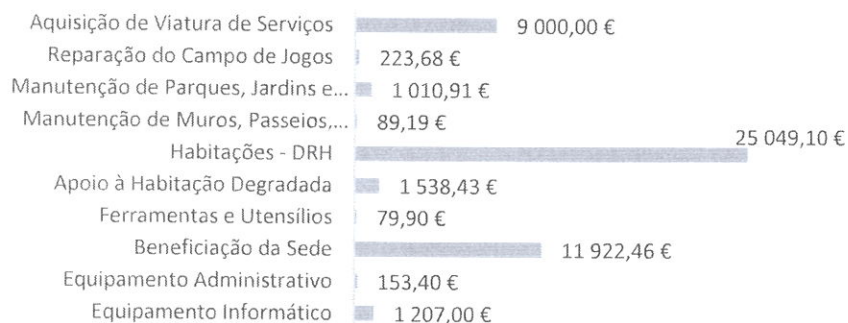 Aquisição de Viatura de Serviços 9 000,00 €
Reparação do Campo de Jogos 223,68 €
Manutenção de Parques, Jardins e... 1 010,91 €
Manutenção de Muros, Passeios,... 89,19 €
Habitações - DRH 25 049,10 €
Apoio à Habitação Degradada 1 538,43 €
Ferramentas e Utensílios 79,90 €
Beneficiação da Sede 11 922,46 €
Equipamento Administrativo 153,40 €
Equipamento Informático 1 207,00 €